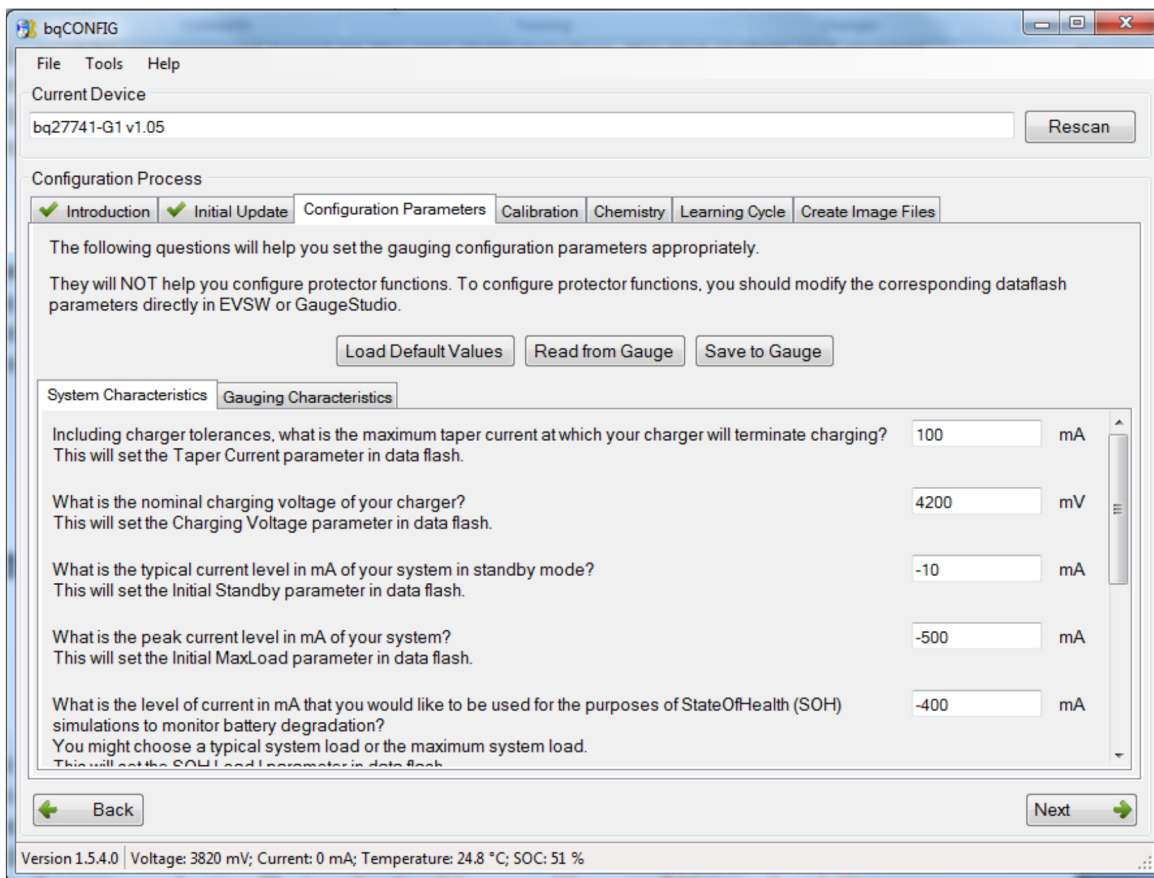 bqCONFIG
File Tools Help
Current Device
bq27741-G1 v1.05
Rescan
Configuration Process
Introduction Initial Update Configuration Parameters Calibration Chemistry Learning Cycle Create Image Files
The following questions will help you set the gauging configuration parameters appropriately.
They will NOT help you configure protector functions. To configure protector functions, you should modify the corresponding dataflash
parameters directly in EVSW or GaugeStudio.
Load Default Values Read from Gauge Save to Gauge
System Characteristics Gauging Characteristics
Including charger tolerances, what is the maximum taper current at which your charger will terminate charging? 100 mA
This will set the Taper Current parameter in data flash.
What is the nominal charging voltage of your charger? 4200 mV
This will set the Charging Voltage parameter in data flash.
What is the typical current level in mA of your system in standby mode? -10 mA
This will set the Initial Standby parameter in data flash.
What is the peak current level in mA of your system? -500 mA
This will set the Initial MaxLoad parameter in data flash.
What is the level of current in mA that you would like to be used for the purposes of StateOfHealth (SOH) -400 mA
simulations to monitor battery degradation?
You might choose a typical system load or the maximum system load.
This will set the SOH Load I parameter in data flash.
Back Next
Version 1.5.4.0 Voltage: 3820 mV; Current: 0 mA; Temperature: 24.8 °C; SOC: 51 %